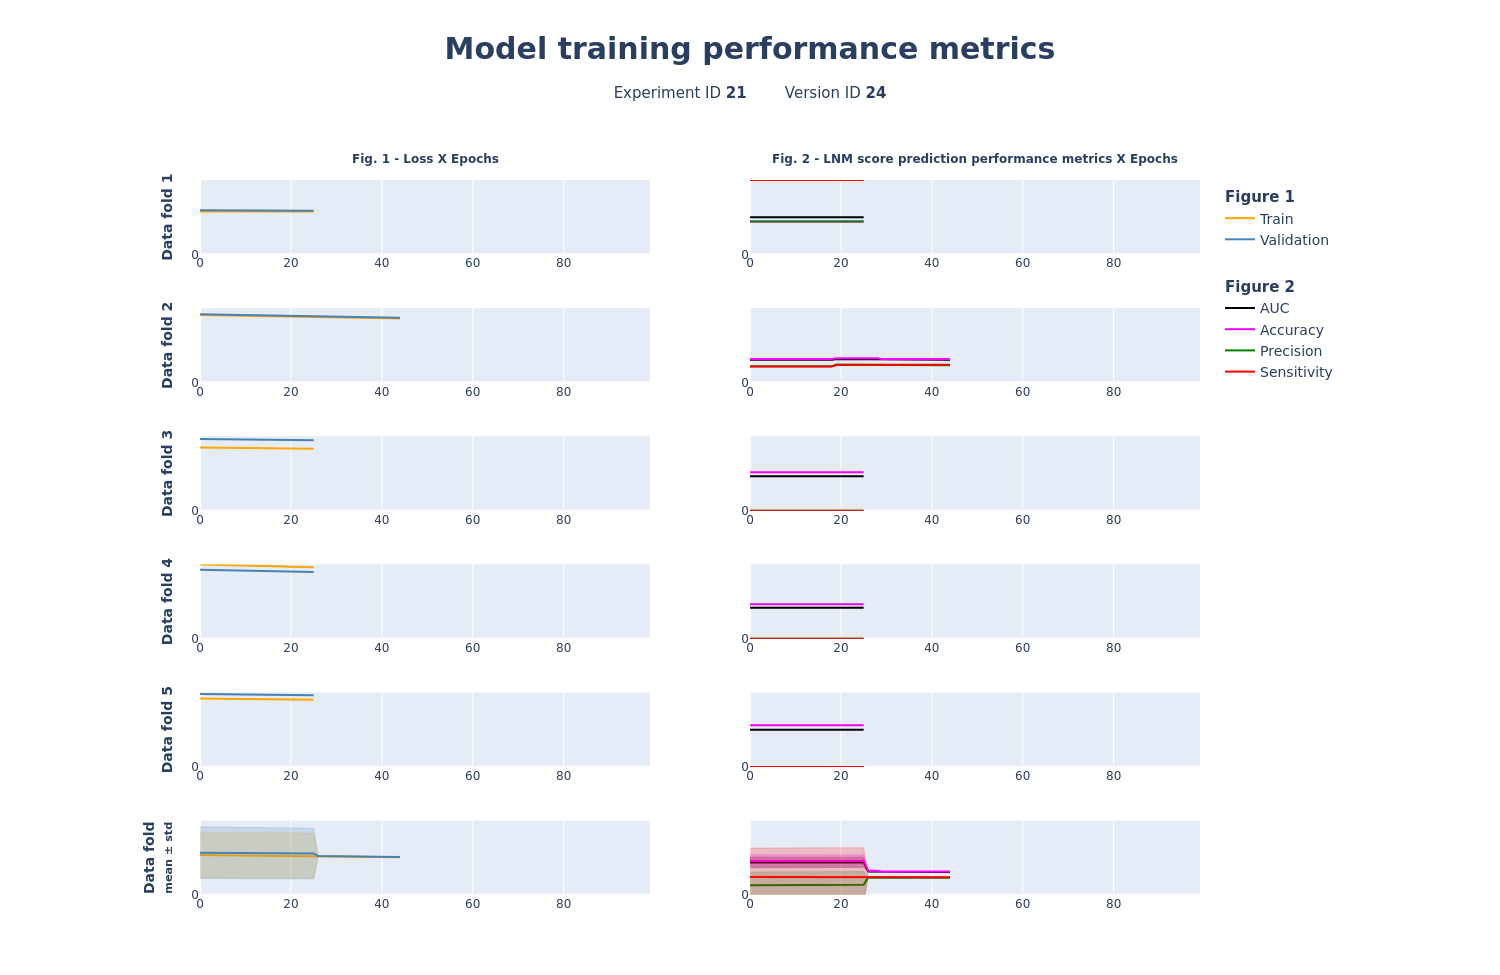 Model training performance metrics
Experiment ID 21 Version ID 24
Fig. 1 - Loss X Epochs
Fig. 2 - LNM score prediction performance metrics X Epochs
Data fold 1
0
0 20 40 60 80
0
0 20 40 60 80
Figure 1
Train
Validation
Figure 2
AUC
Accuracy
Precision
Sensitivity
Data fold 2
0
0 20 40 60 80
0
0 20 40 60 80
Data fold 3
0
0 20 40 60 80
0
0 20 40 60 80
Data fold 4
0
0 20 40 60 80
0
0 20 40 60 80
Data fold 5
0
0 20 40 60 80
0
0 20 40 60 80
Data fold
mean ± std
0
0 20 40 60 80
0
0 20 40 60 80